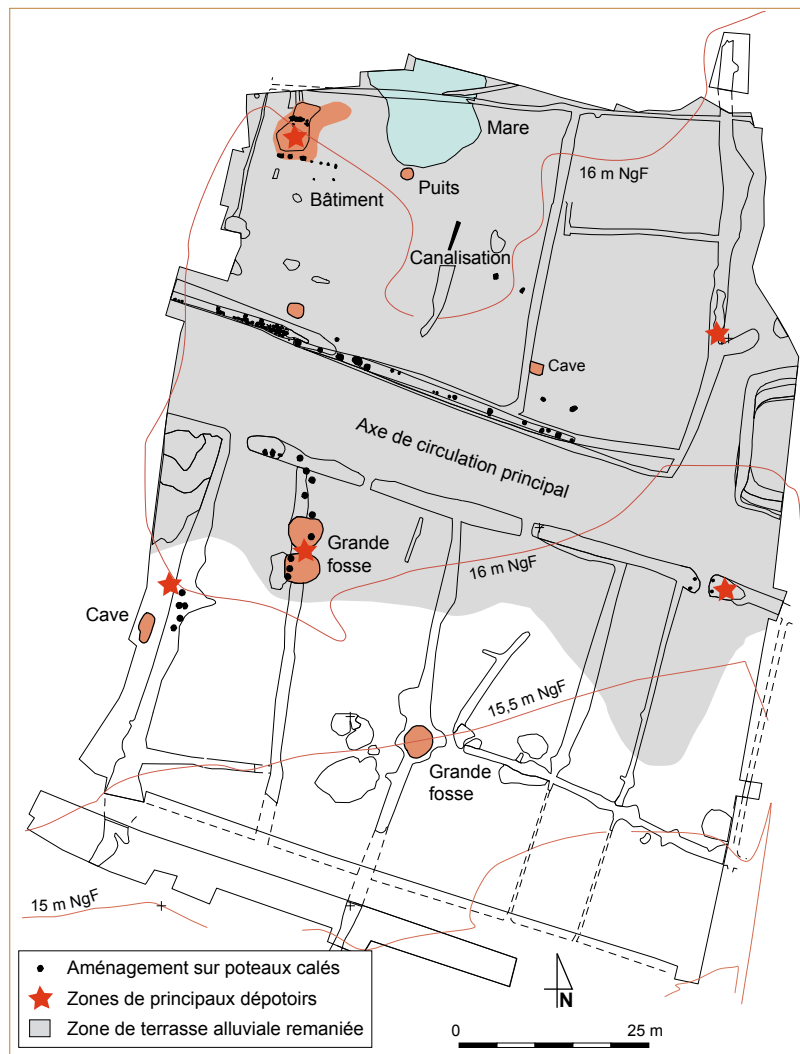 Mare
16 m NgF
Puits
Bâtiment
Canalisation
Cave
Axe de circulation principal
Grande
fosse
16 m NgF
Cave
15,5 m NgF
Grande
fosse
15 m NgF
Aménagement sur poteaux calés
Zones de principaux dépotoirs
Zone de terrasse alluviale remaniée
N
0 25 m